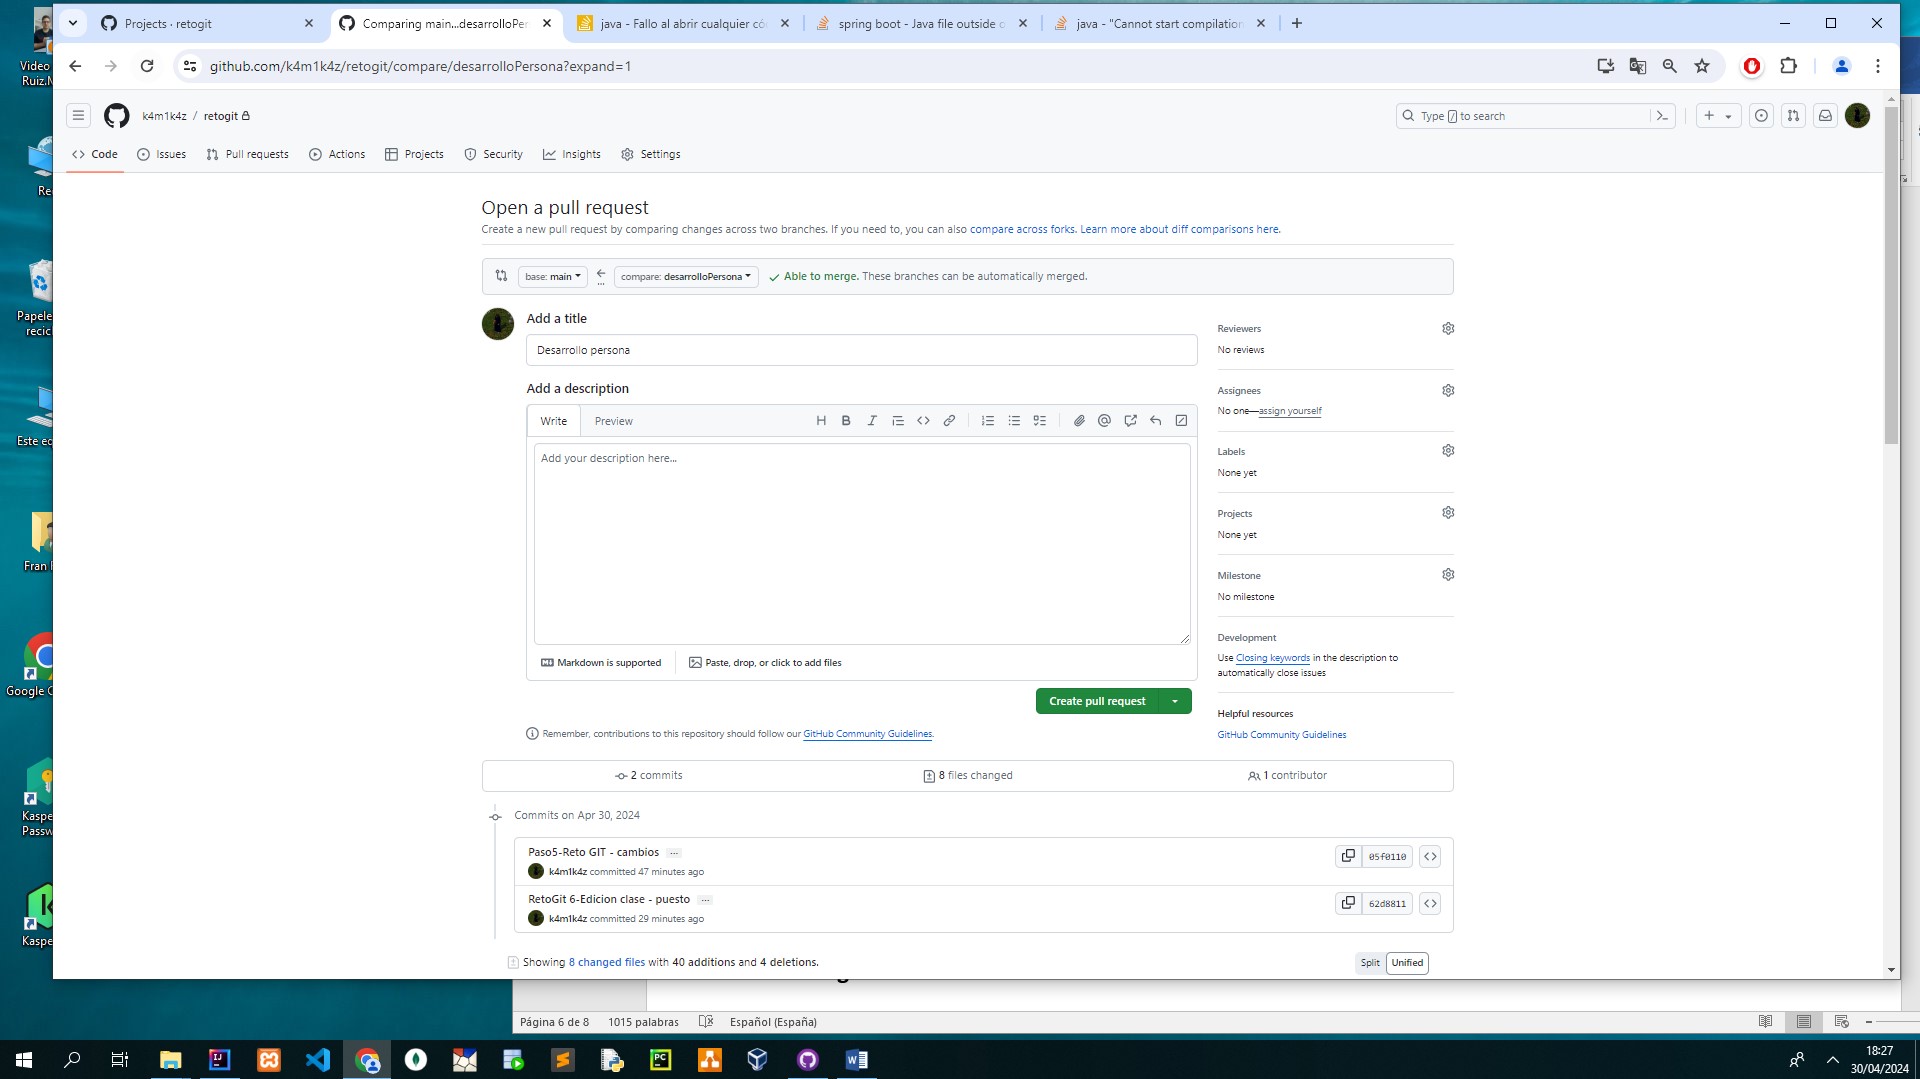 Projects · retogit
Comparing main...desarrolloPer
java - Fallo al abrir cualquier có
spring boot - Java file outside o
java - "Cannot start compilation
github.com/k4m1k4z/retogit/compare/desarrolloPersona?expand=1
k4m1k4z / retogit
Type / to search
Code
Issues
Pull requests
Actions
Projects
Security
Insights
Settings
Open a pull request
Create a new pull request by comparing changes across two branches. If you need to, you can also compare across forks. Learn more about diff comparisons here.
base: main
...
compare: desarrolloPersona
Able to merge. These branches can be automatically merged.
Add a title
Desarrollo persona
Add a description
Write
Preview
Add your description here...
Markdown is supported
Paste, drop, or click to add files
Create pull request
Remember, contributions to this repository should follow our GitHub Community Guidelines.
Reviewers
No reviews
Assignees
No one—assign yourself
Labels
None yet
Projects
None yet
Milestone
No milestone
Development
Use Closing keywords in the description to
automatically close issues
Helpful resources
GitHub Community Guidelines
2 commits
8 files changed
1 contributor
Commits on Apr 30, 2024
Paso5-Reto GIT - cambios ...
k4m1k4z committed 47 minutes ago
05f0110
RetoGit 6-Edicion clase - puesto ...
k4m1k4z committed 29 minutes ago
62d8811
Showing 8 changed files with 40 additions and 4 deletions.
Split
Unified
Video
Ruiz.M
Re
Papele
recicl
Este eq
Fran
Google C
Kaspe
Passw
Kaspe
Página 6 de 8
1015 palabras
Español (España)
18:27
30/04/2024